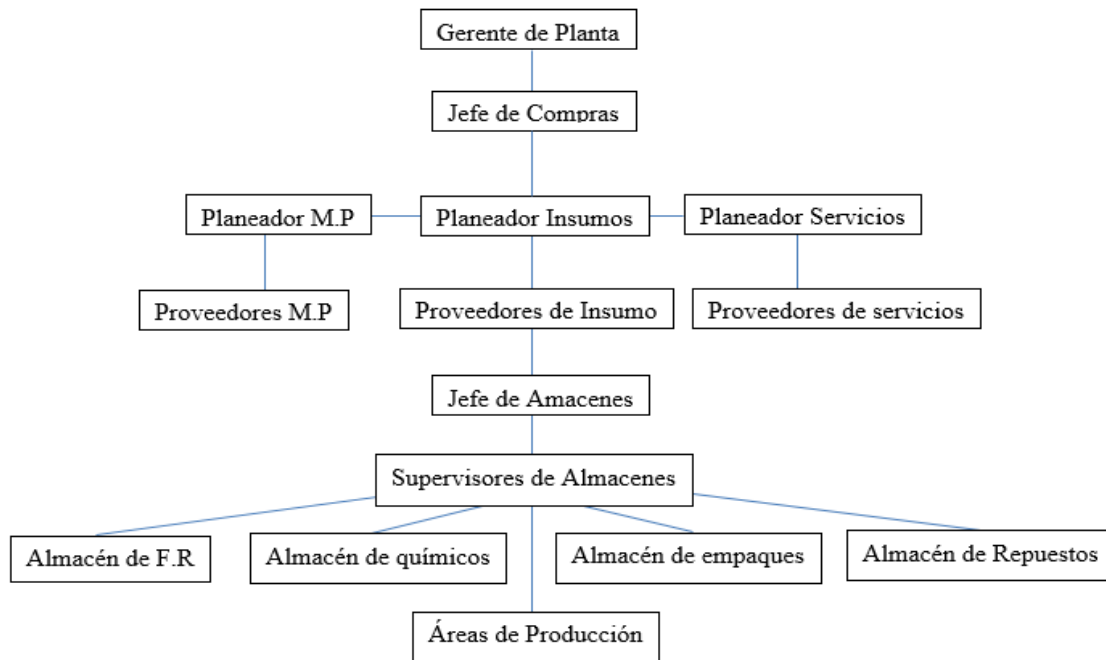 Gerente de Planta
Jefe de Compras
Planeador M.P
Planeador Insumos
Planeador Servicios
Proveedores M.P
Proveedores de Insumo
Proveedores de servicios
Jefe de Amacenes
Supervisores de Almacenes
Almacén de F.R
Almacén de químicos
Almacén de empaques
Almacén de Repuestos
Áreas de Producción